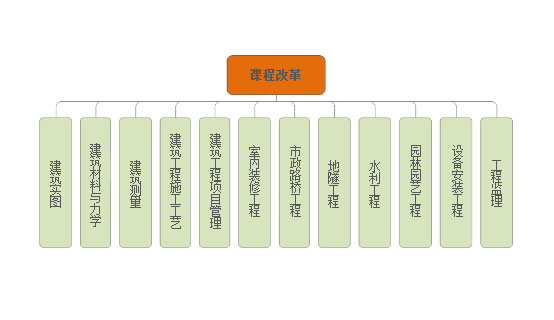 课程改革
建筑实图
建筑材料与力学
建筑测量
建筑工程施工工艺
建筑工程项目管理
室内装修工程
市政路桥工程
地隧工程
水利工程
园林园艺工程
设备安装工程
工程监理